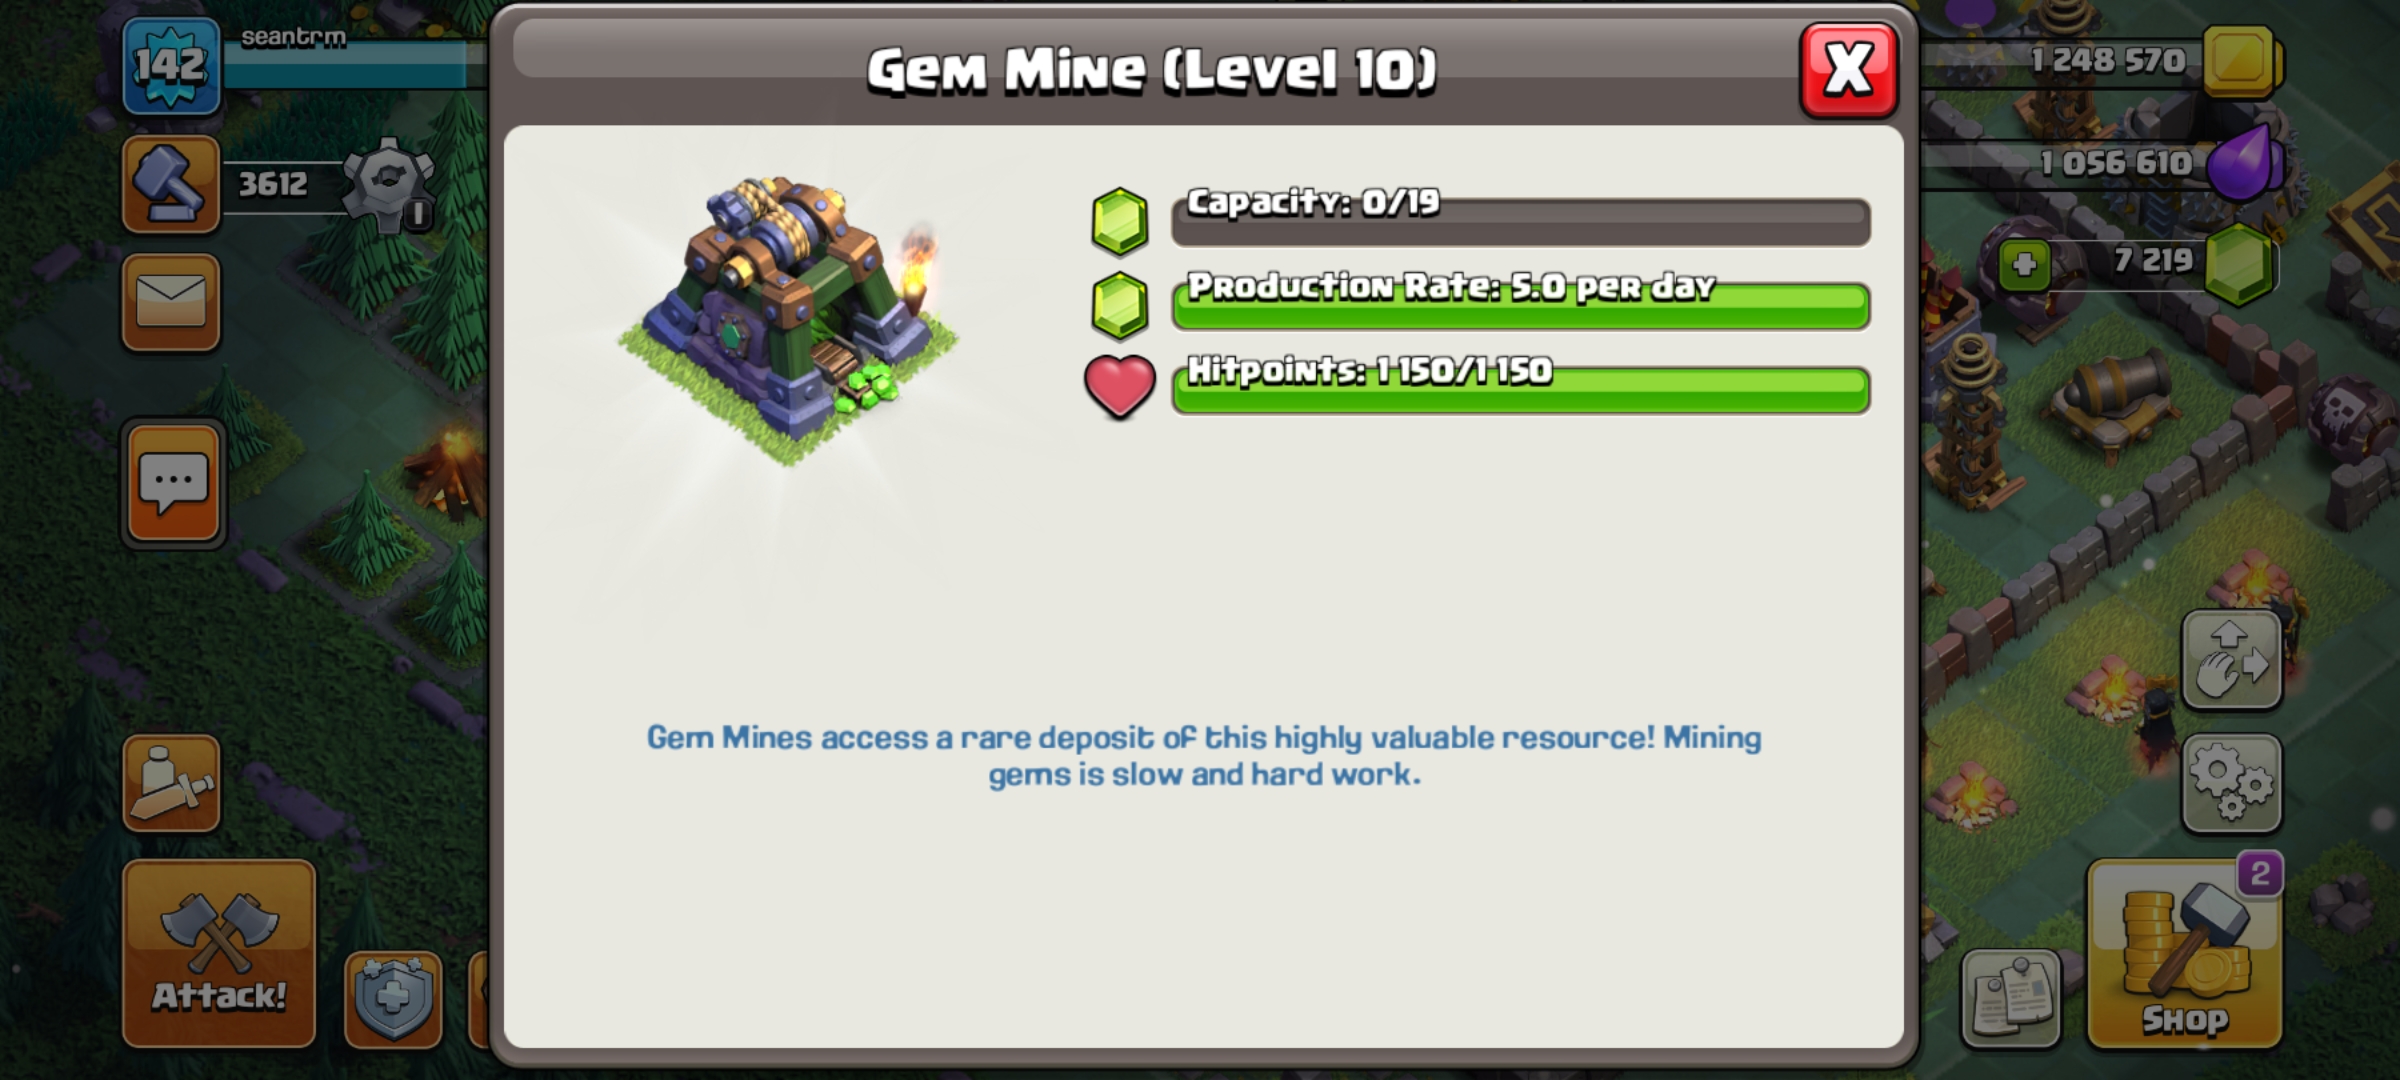 Gem Mine (Level 10)
X
142
seantrm
3612
1 248 570
1 056 610
7 219
Capacity: 0/19
Production Rate: 5.0 per day
Hitpoints: 1 150/1 150
Gem Mines access a rare deposit of this highly valuable resource! Mining
gems is slow and hard work.
Attack!
2
Shop